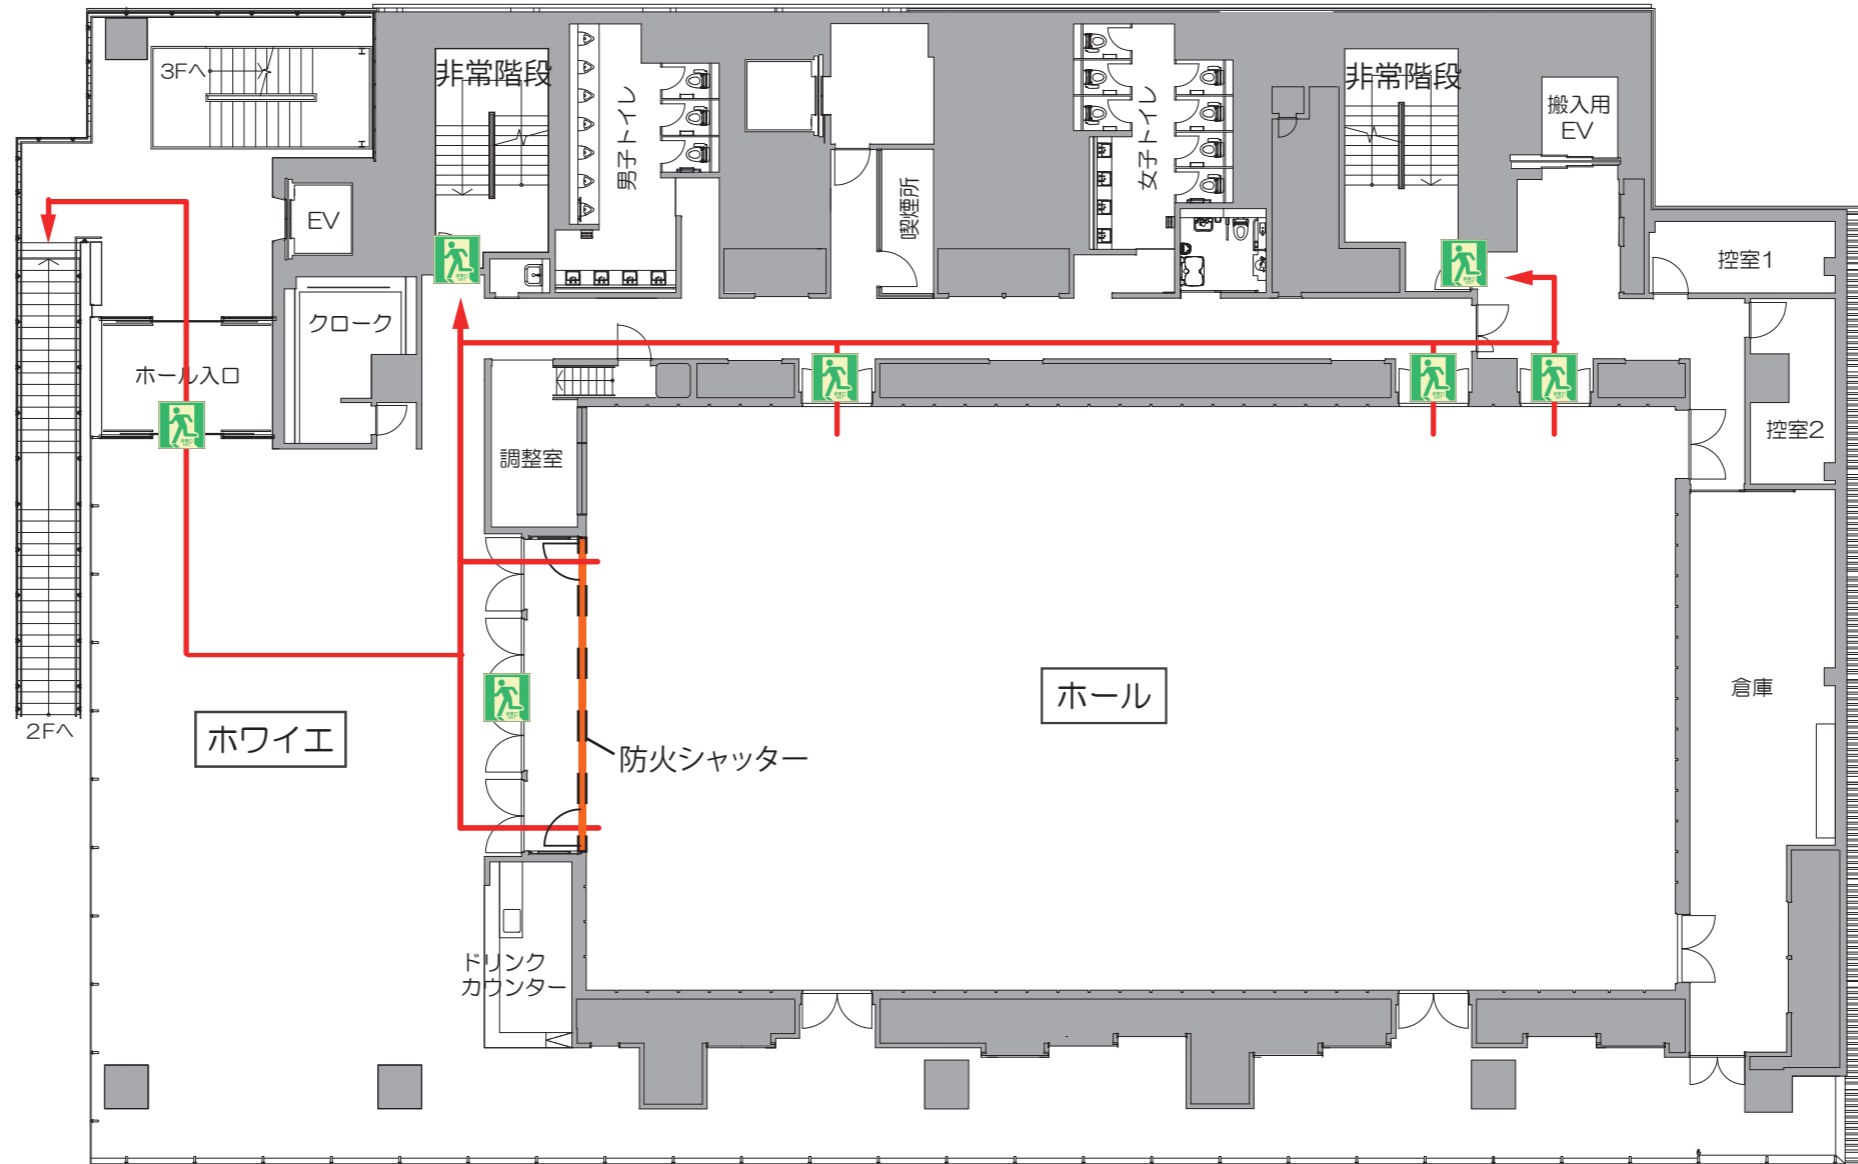 3Fへ
非常階段
男子トイレ
女子トイレ
非常階段
搬入用
EV
EV
喫煙所
控室1
クローク
ホール入口
控室2
調整室
倉庫
ホール
2Fへ
ホワイエ
防火シャッター
ドリンク
カウンター